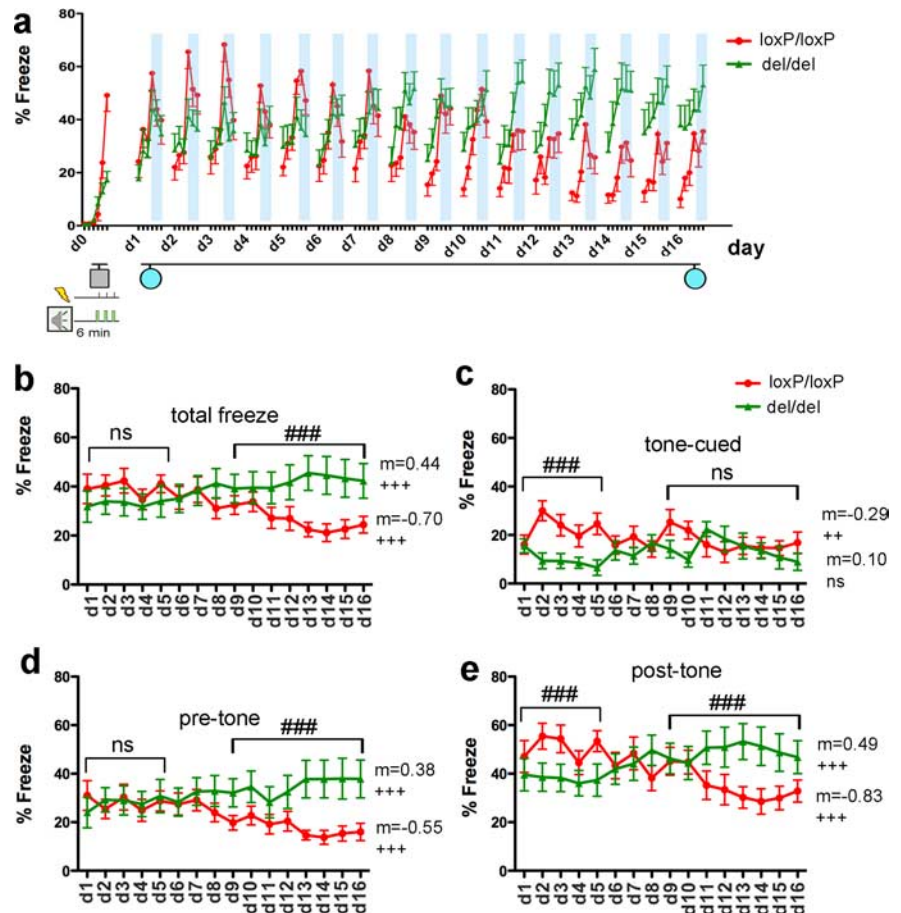 a
80
60
40
20
0
% Freeze
loxP/loxP
del/del
d0
d1
d2
d3
d4
d5
d6
d7
d8
d9
d10
d11
d12
d13
d14
d15
d16
day
6 min
b
80
60
40
20
0
% Freeze
total freeze
ns
###
m=0.44
+++
m=-0.70
+++
d1
d2
d3
d4
d5
d6
d7
d8
d9
d10
d11
d12
d13
d14
d15
d16
c
loxP/loxP
del/del
80
60
40
20
0
% Freeze
tone-cued
###
ns
m=-0.29
++
m=0.10
ns
d1
d2
d3
d4
d5
d6
d7
d8
d9
d10
d11
d12
d13
d14
d15
d16
d
80
60
40
20
0
% Freeze
pre-tone
ns
###
m=0.38
+++
m=-0.55
+++
d1
d2
d3
d4
d5
d6
d7
d8
d9
d10
d11
d12
d13
d14
d15
d16
e
80
60
40
20
0
% Freeze
post-tone
###
###
m=0.49
+++
m=-0.83
+++
d1
d2
d3
d4
d5
d6
d7
d8
d9
d10
d11
d12
d13
d14
d15
d16